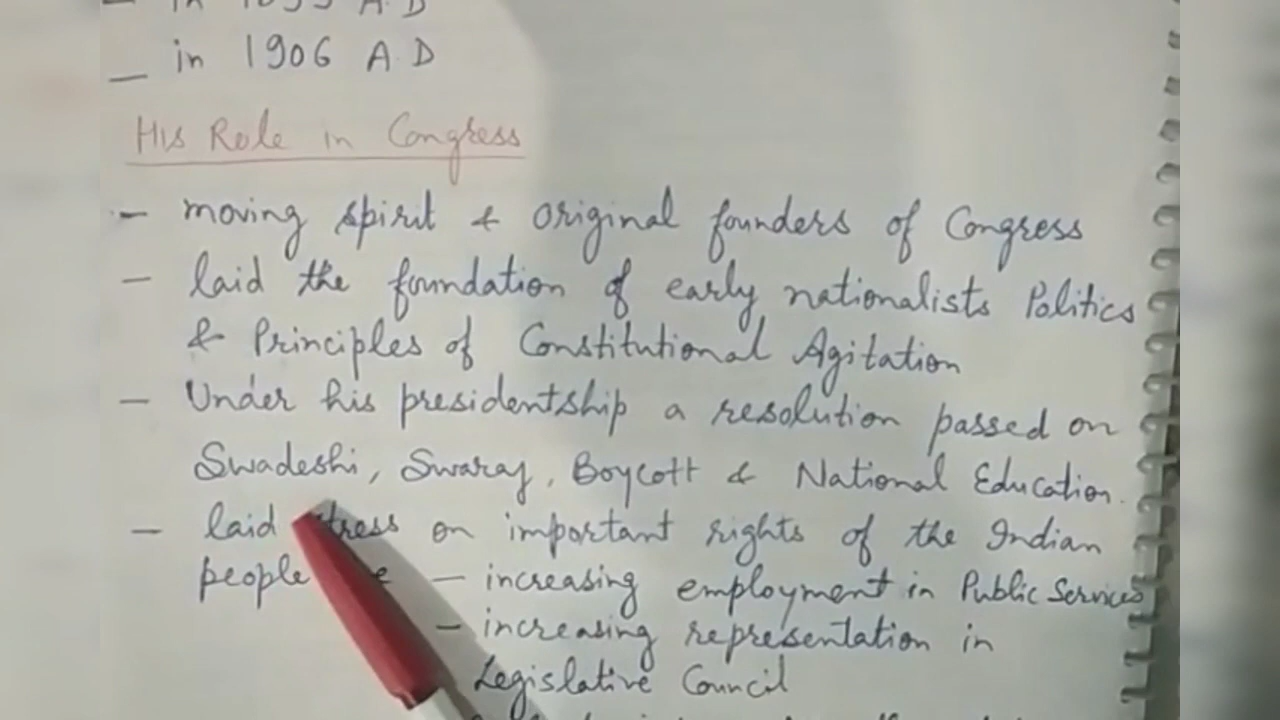 — in 1893 A.D
— in 1906 A.D
His Role in Congress
— moving spirit & original founders of Congress
— laid the foundation of early nationalists Politics
& Principles of Constitutional Agitation
— Under his presidentship a resolution passed on
Swadeshi, Swaraj, Boycott & National Education.
— laid stress on important rights of the Indian
people — increasing employment in Public Services
— increasing representation in
Legislative Council